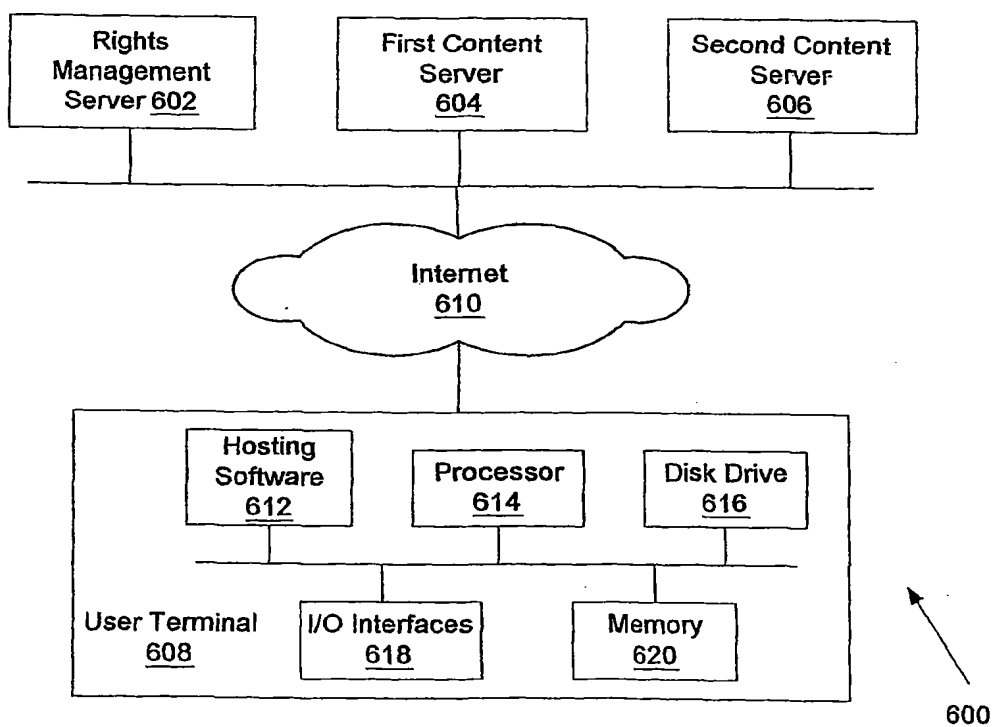 Rights
Management
Server 602
First Content
Server
604
Second Content
Server
606
Internet
610
Hosting
Software
612
Processor
614
Disk Drive
616
User Terminal
608
I/O Interfaces
618
Memory
620
600